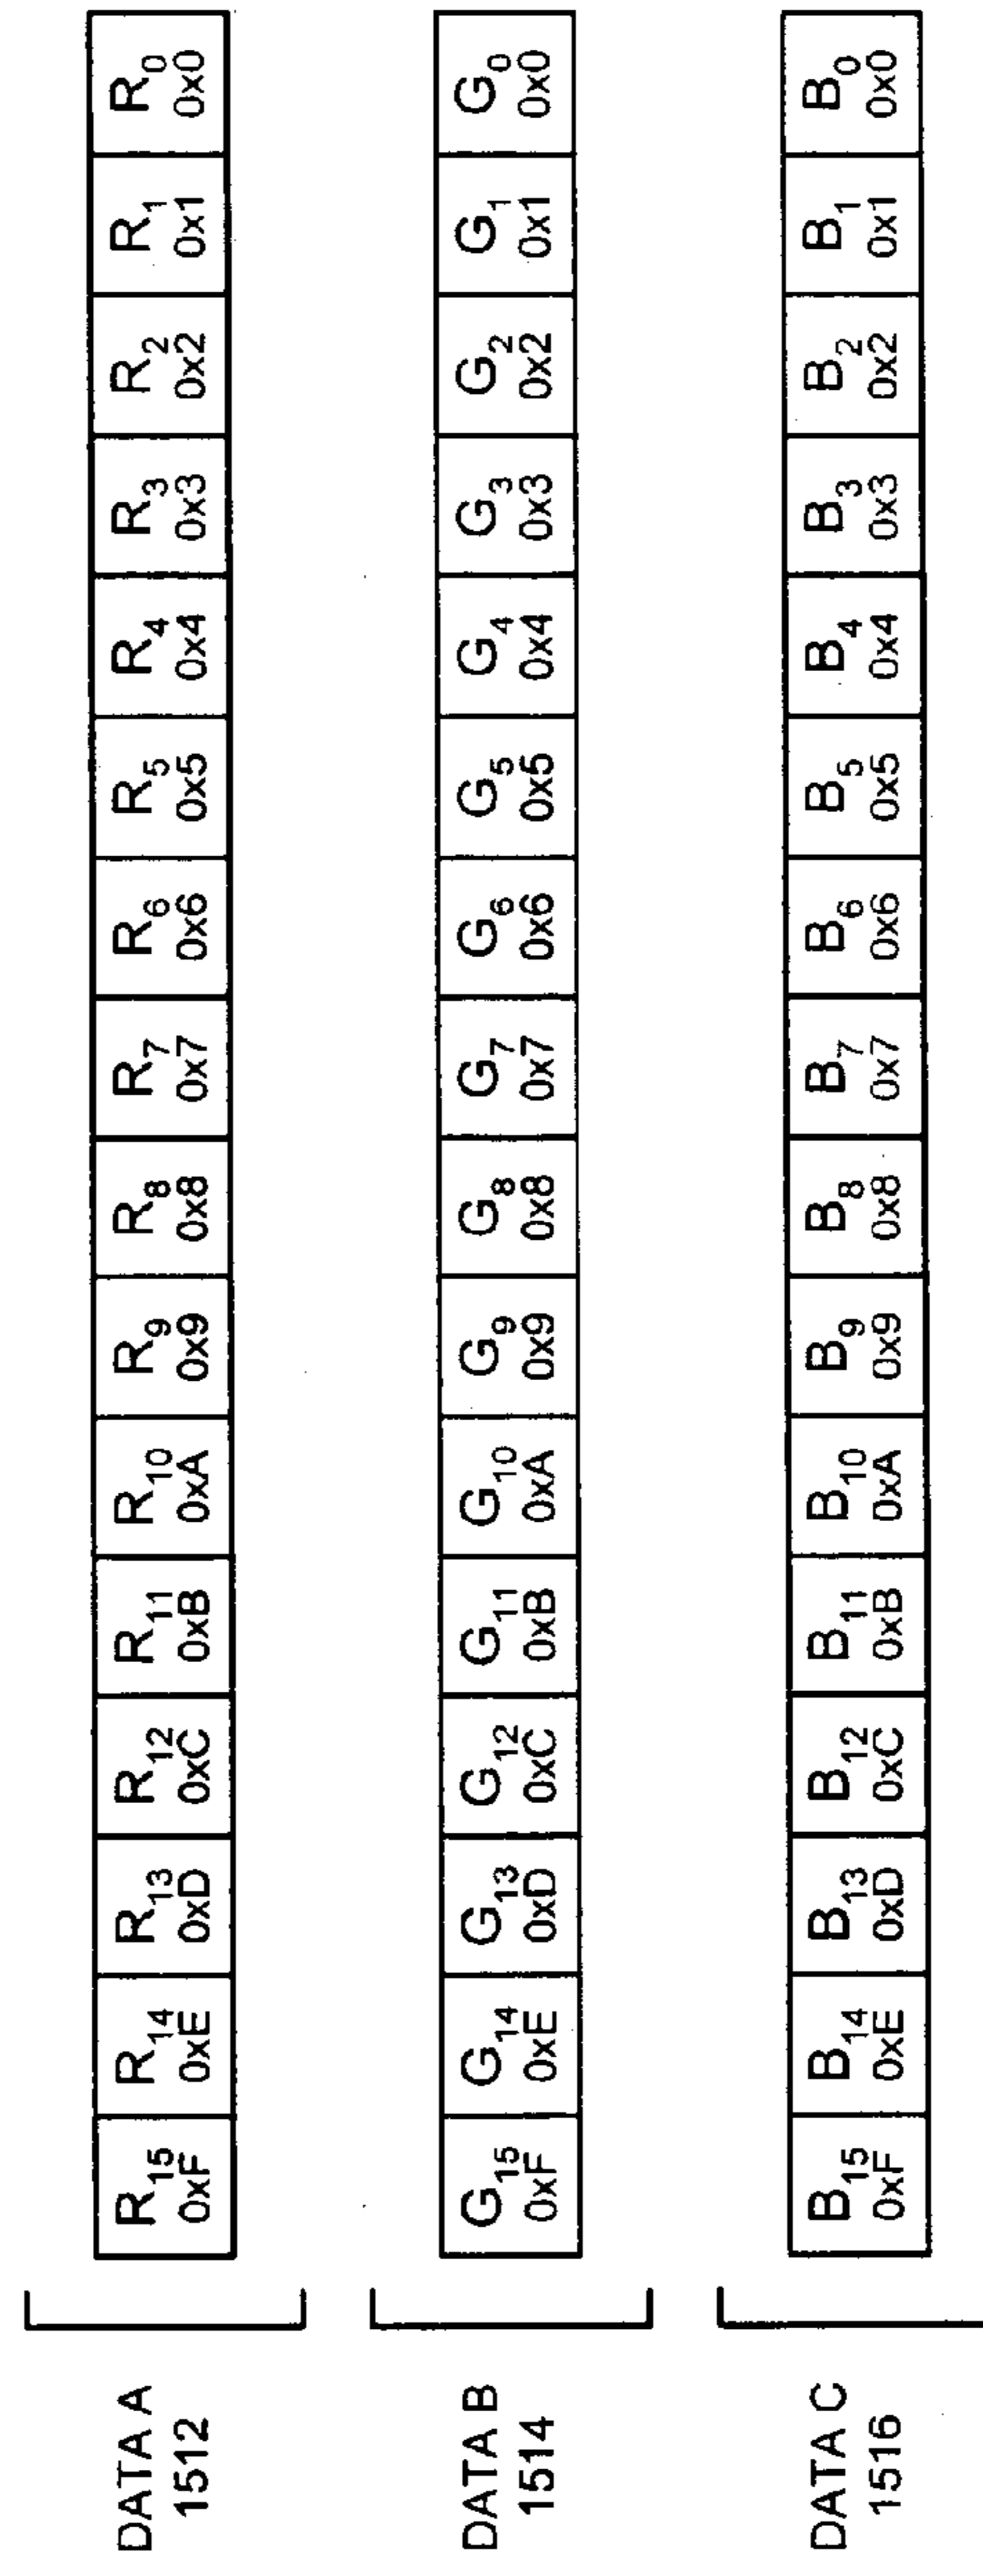 DATA A
1512
R15 R14 R13 R12 R11 R10 R9 R8 R7 R6 R5 R4 R3 R2 R1 R0
0xF 0xE 0xD 0xC 0xB 0xA 0x9 0x8 0x7 0x6 0x5 0x4 0x3 0x2 0x1 0x0
DATA B
1514
G15 G14 G13 G12 G11 G10 G9 G8 G7 G6 G5 G4 G3 G2 G1 G0
0xF 0xE 0xD 0xC 0xB 0xA 0x9 0x8 0x7 0x6 0x5 0x4 0x3 0x2 0x1 0x0
DATA C
1516
B15 B14 B13 B12 B11 B10 B9 B8 B7 B6 B5 B4 B3 B2 B1 B0
0xF 0xE 0xD 0xC 0xB 0xA 0x9 0x8 0x7 0x6 0x5 0x4 0x3 0x2 0x1 0x0